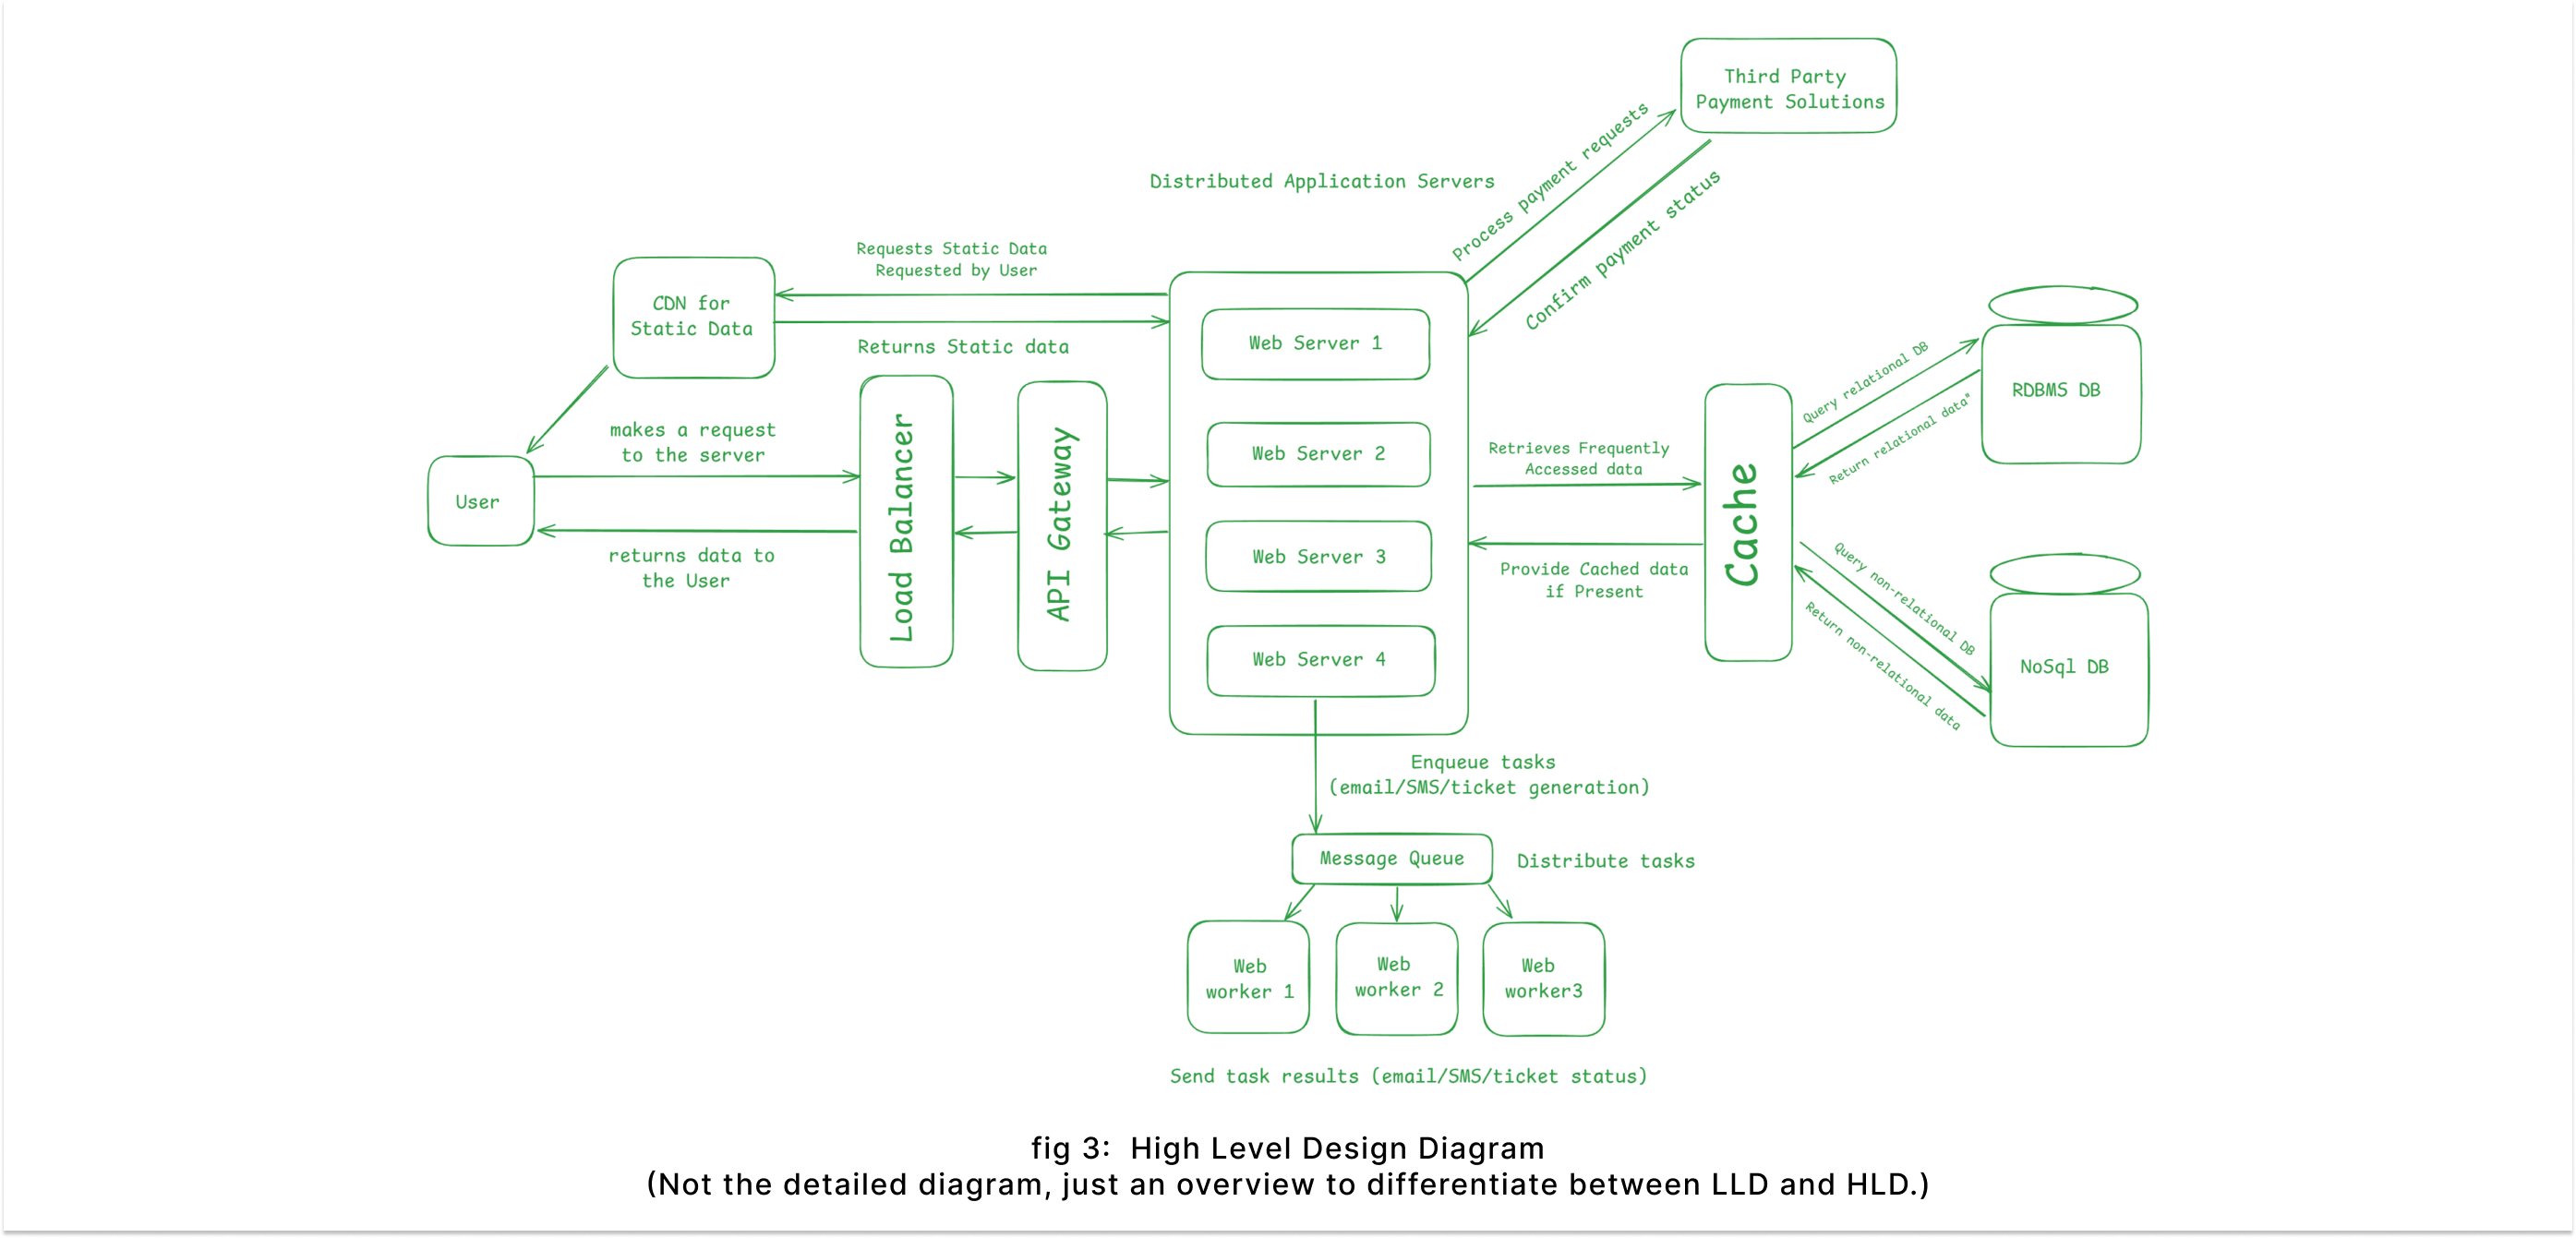 Third Party
Payment Solutions
Process payment requests
Confirm payment status
Distributed Application Servers
Requests Static Data
Requested by User
CDN for
Static Data
Returns Static data
makes a request
to the server
User
returns data to
the User
Load Balancer
API Gateway
Web Server 1
Web Server 2
Web Server 3
Web Server 4
Retrieves Frequently
Accessed data
Provide Cached data
if Present
Cache
Query relational DB
Return relational data"
RDBMS DB
Query non-relational DB
Return non-relational data
NoSql DB
Enqueue tasks
(email/SMS/ticket generation)
Message Queue
Distribute tasks
Web
worker 1
Web
worker 2
Web
worker3
Send task results (email/SMS/ticket status)
fig 3: High Level Design Diagram
(Not the detailed diagram, just an overview to differentiate between LLD and HLD.)